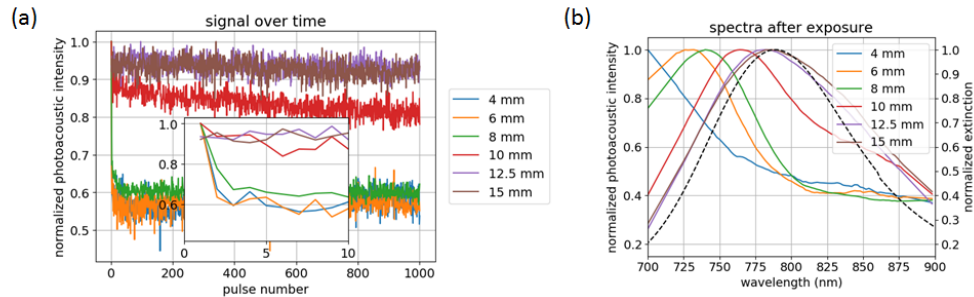 (a)
signal over time
normalized photoacoustic intensity
1.0
0.9
0.8
0.7
0.6
0.5
0
200
400
600
800
1000
pulse number
1.0
0.8
0.6
0
5
10
4 mm
6 mm
8 mm
10 mm
12.5 mm
15 mm
(b)
spectra after exposure
normalized photoacoustic intensity
1.0
0.8
0.6
0.4
0.2
700
725
750
775
800
825
850
875
900
wavelength (nm)
4 mm
6 mm
8 mm
10 mm
12.5 mm
15 mm
1.0
0.9
0.8
0.7
0.6
0.5
0.4
0.3
0.2
normalized extinction